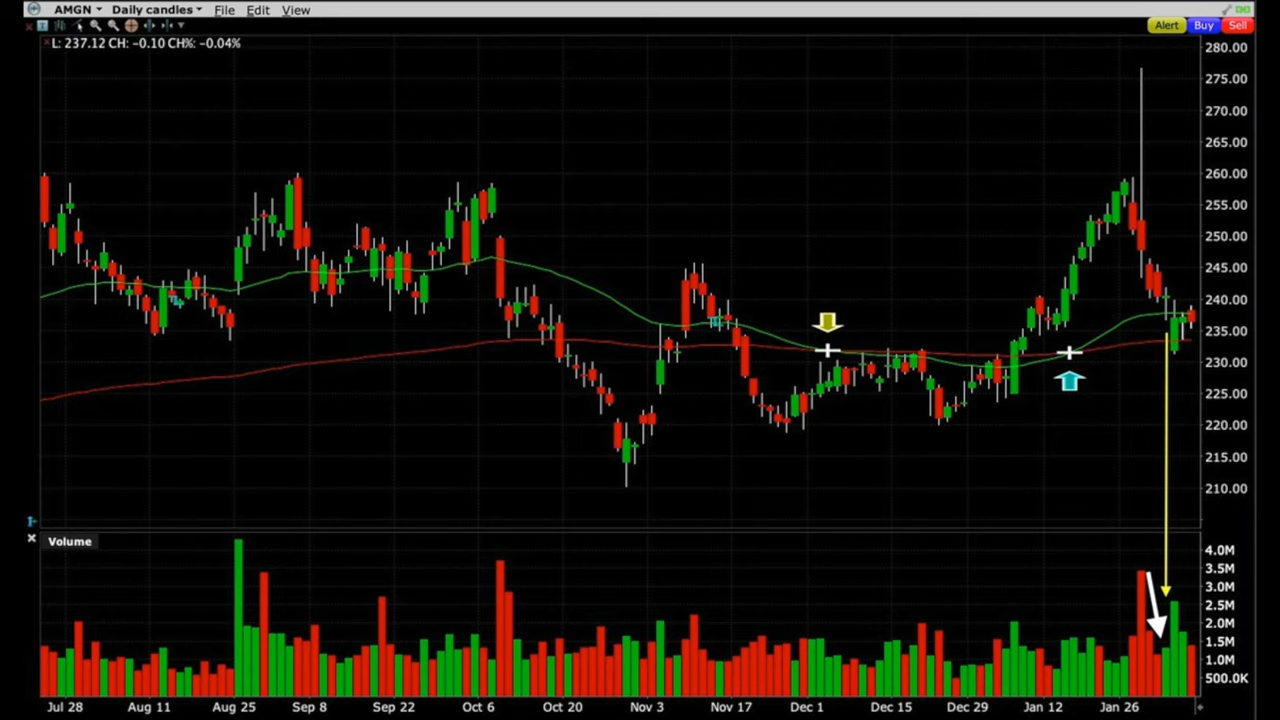 AMGN Daily candles File Edit View
Alert Buy Sell
L: 237.12 CH: -0.10 CH%: -0.04%
280.00
275.00
270.00
265.00
260.00
255.00
250.00
245.00
240.00
235.00
230.00
225.00
220.00
215.00
210.00
Volume
4.0M
3.5M
3.0M
2.5M
2.0M
1.5M
1.0M
500.0K
Jul 28 Aug 11 Aug 25 Sep 8 Sep 22 Oct 6 Oct 20 Nov 3 Nov 17 Dec 1 Dec 15 Dec 29 Jan 12 Jan 26